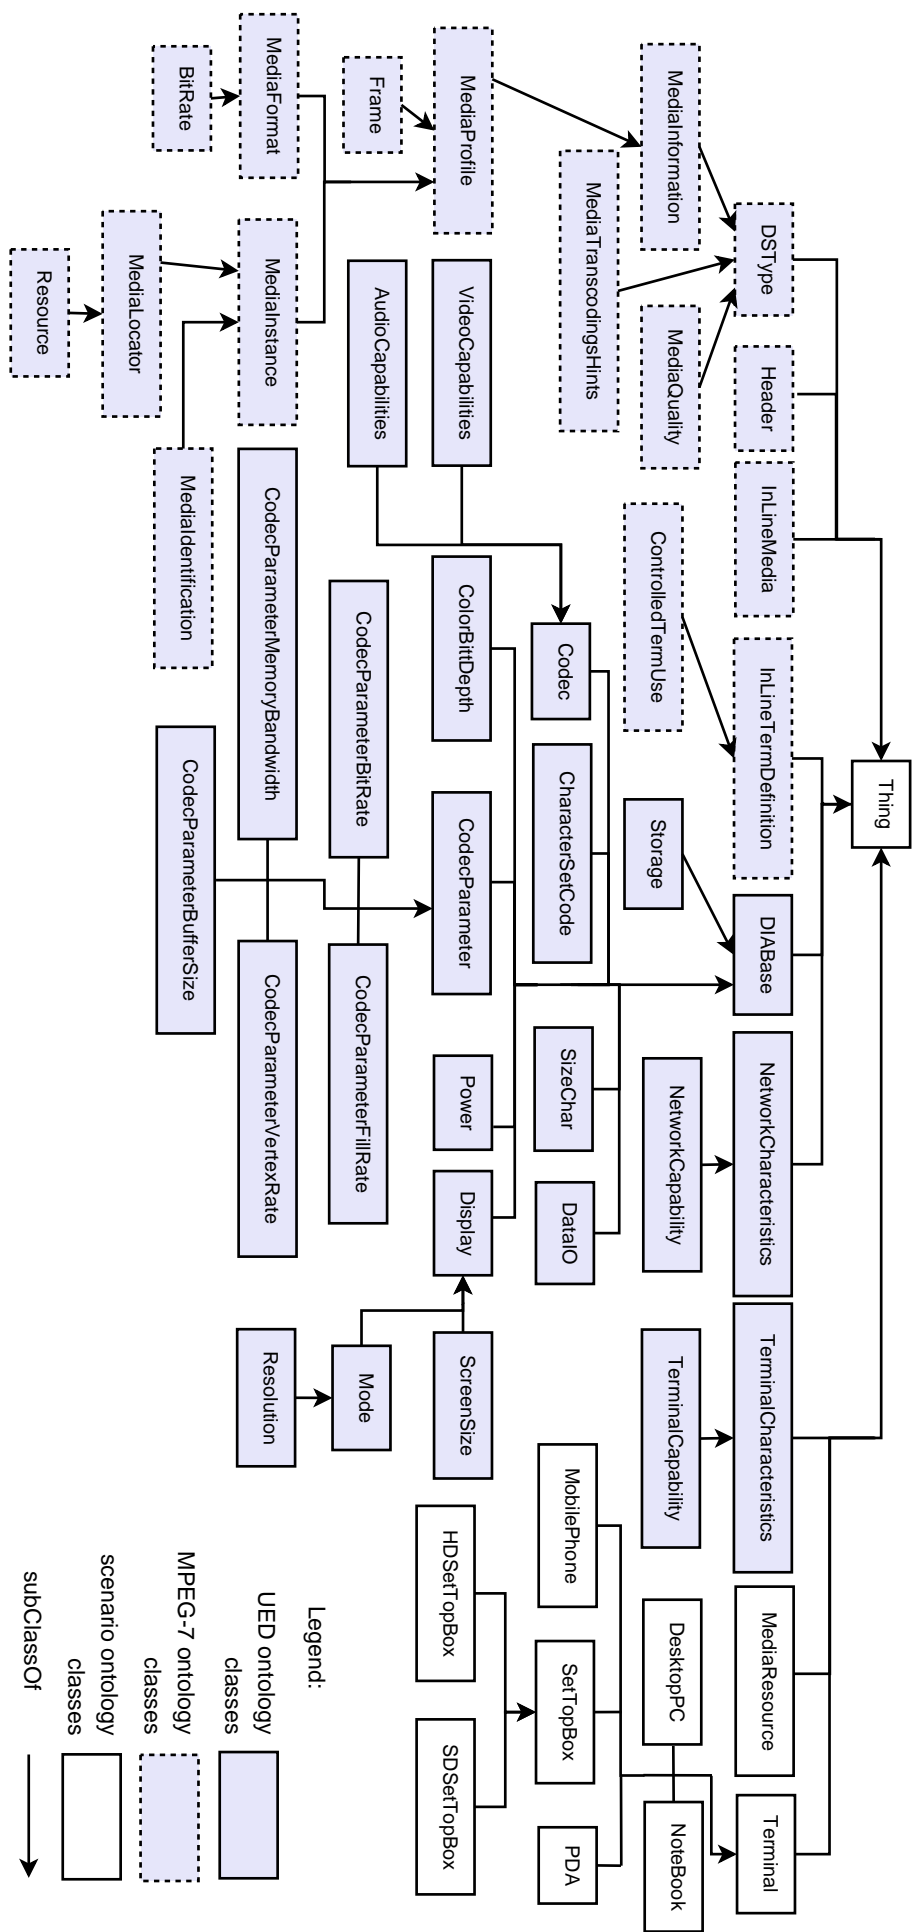 Thing
DSType
Header
InLineMedia
InLineTermDefinition
DIABase
NetworkCharacteristics
TerminalCharacteristics
MediaResource
Terminal
MediaInformation
MediaQuality
ControlledTermUse
Storage
NetworkCapability
TerminalCapability
DesktopPC
NoteBook
MediaTranscodingsHints
Codec
CharacterSetCode
SizeChar
DataIO
MobilePhone
SetTopBox
PDA
MediaProfile
VideoCapabilities
ColorBittDepth
CodecParameter
Power
Display
ScreenSize
HDSetTopBox
SDSetTopBox
Frame
AudioCapabilities
CodecParameterBitRate
CodecParameterFillRate
Mode
MediaFormat
MediaInstance
CodecParameterMemoryBandwidth
CodecParameterVertexRate
Resolution
BitRate
MediaLocator
MediaIdentification
CodecParameterBufferSize
Resource
Legend:
UED ontology
classes
MPEG-7 ontology
classes
scenario ontology
classes
subClassOf